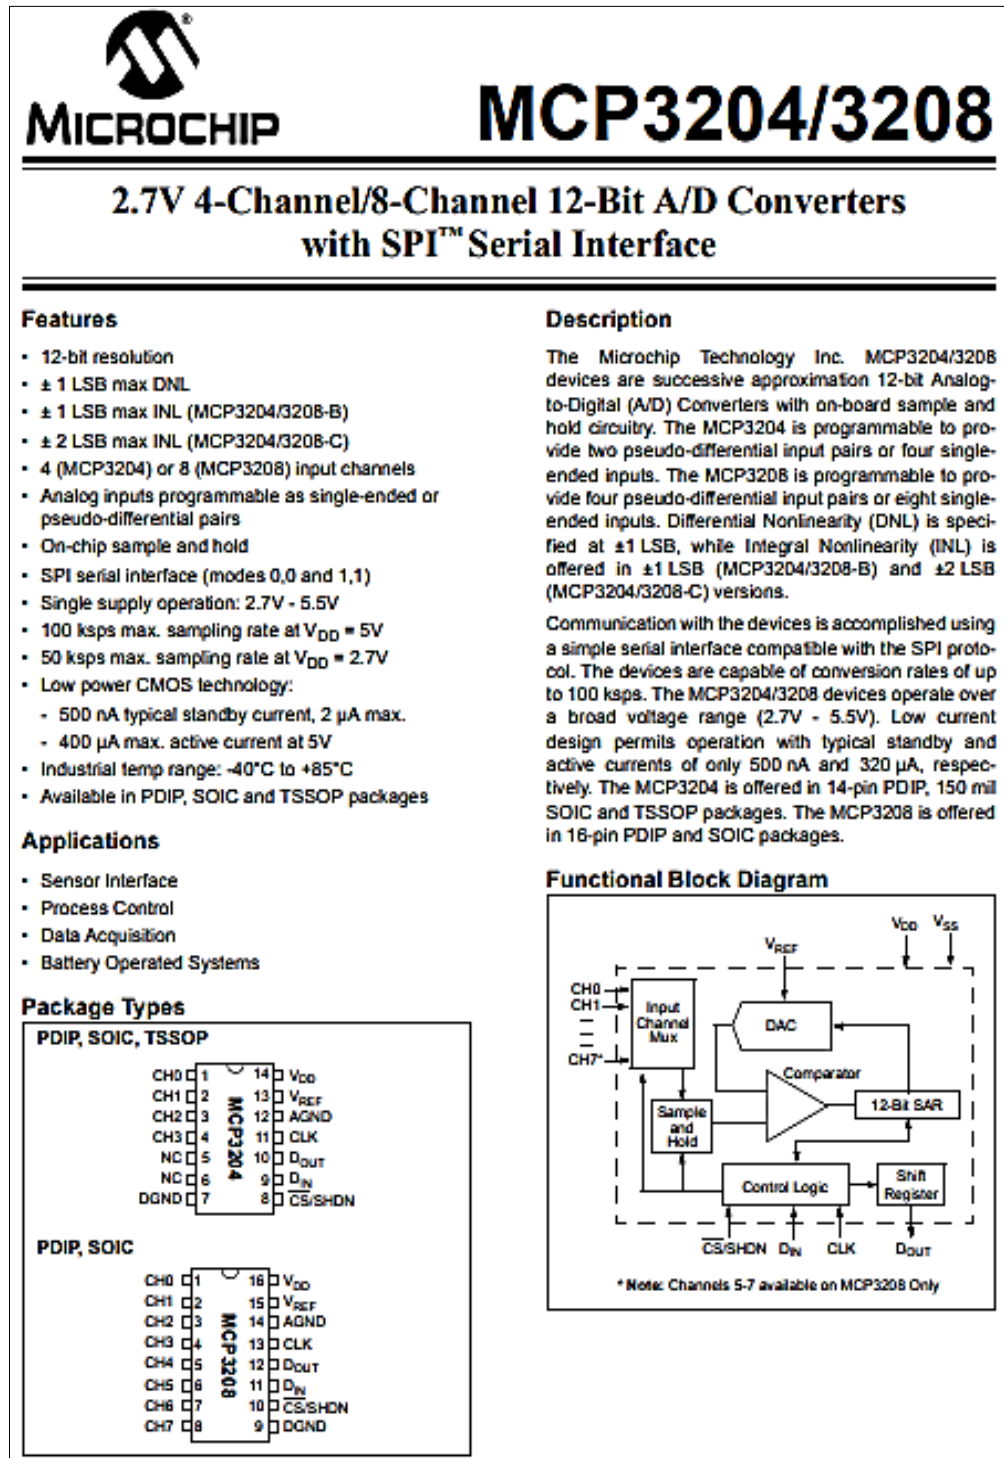 MICROCHIP
®
MCP3204/3208
2.7V 4-Channel/8-Channel 12-Bit A/D Converters
with SPI™ Serial Interface
Features
• 12-bit resolution
• ± 1 LSB max DNL
• ± 1 LSB max INL (MCP3204/3208-B)
• ± 2 LSB max INL (MCP3204/3208-C)
• 4 (MCP3204) or 8 (MCP3208) input channels
• Analog inputs programmable as single-ended or
pseudo-differential pairs
• On-chip sample and hold
• SPI serial interface (modes 0,0 and 1,1)
• Single supply operation: 2.7V - 5.5V
• 100 ksps max. sampling rate at VDD = 5V
• 50 ksps max. sampling rate at VDD = 2.7V
• Low power CMOS technology:
- 500 nA typical standby current, 2 µA max.
- 400 µA max. active current at 5V
• Industrial temp range: -40°C to +85°C
• Available in PDIP, SOIC and TSSOP packages
Applications
• Sensor Interface
• Process Control
• Data Acquisition
• Battery Operated Systems
Package Types
PDIP, SOIC, TSSOP
CH0 1 14 VDD
CH1 2 13 VREF
CH2 3 12 AGND
CH3 4 11 CLK
NC 5 10 DOUT
NC 6 9 DIN
DGND 7 8 CS/SHDN
MCP3204
PDIP, SOIC
CH0 1 16 VDD
CH1 2 15 VREF
CH2 3 14 AGND
CH3 4 13 CLK
CH4 5 12 DOUT
CH5 6 11 DIN
CH6 7 10 CS/SHDN
CH7 8 9 DGND
MCP3208
Description
The Microchip Technology Inc. MCP3204/3208
devices are successive approximation 12-bit Analog-
to-Digital (A/D) Converters with on-board sample and
hold circuitry. The MCP3204 is programmable to pro-
vide two pseudo-differential input pairs or four single-
ended inputs. The MCP3208 is programmable to pro-
vide four pseudo-differential input pairs or eight single-
ended inputs. Differential Nonlinearity (DNL) is speci-
fied at ±1 LSB, while Integral Nonlinearity (INL) is
offered in ±1 LSB (MCP3204/3208-B) and ±2 LSB
(MCP3204/3208-C) versions.
Communication with the devices is accomplished using
a simple serial interface compatible with the SPI proto-
col. The devices are capable of conversion rates of up
to 100 ksps. The MCP3204/3208 devices operate over
a broad voltage range (2.7V - 5.5V). Low current
design permits operation with typical standby and
active currents of only 500 nA and 320 µA, respec-
tively. The MCP3204 is offered in 14-pin PDIP, 150 mil
SOIC and TSSOP packages. The MCP3208 is offered
in 16-pin PDIP and SOIC packages.
Functional Block Diagram
VDD VSS
VREF
CH0
CH1
CH7*
Input
Channel
Mux
DAC
Comparator
12-Bit SAR
Sample
and
Hold
Control Logic
Shift
Register
CS/SHDN DIN CLK DOUT
* Note: Channels 5-7 available on MCP3208 Only